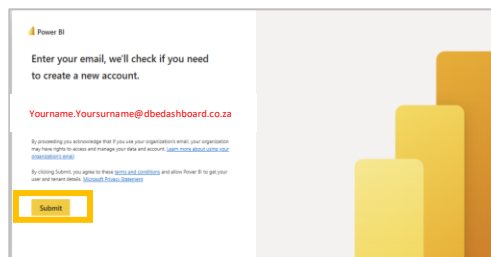 Power BI
Enter your email, we'll check if you need
to create a new account.
Yourname.Yoursurname@dbedashboard.co.za
By proceeding you acknowledge that if you use your organization's email, your organization
may have rights to access and manage your data and account. Learn more about using your
organization's email
By clicking Submit, you agree to these terms and conditions and allow Power BI to get your
user and tenant details. Microsoft Privacy Statement
Submit